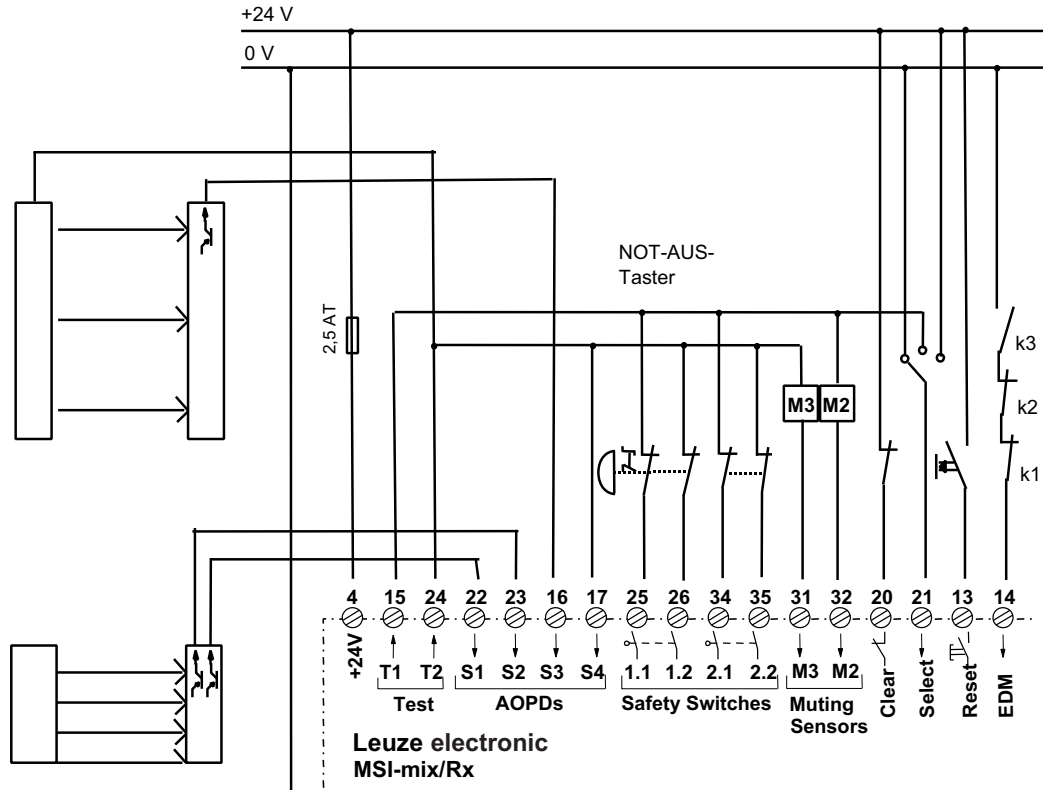 +24 V
0 V
NOT-AUS-
Taster
2,5 AT
k3
M3 M2
k2
k1
4 15 24 22 23 16 17 25 26 34 35 31 32 20 21 13 14
+24V T1 T2 S1 S2 S3 S4 1.1 1.2 2.1 2.2 M3 M2 Clear Select Reset EDM
Test AOPDs Safety Switches Muting
Sensors
Leuze electronic
MSI-mix/Rx